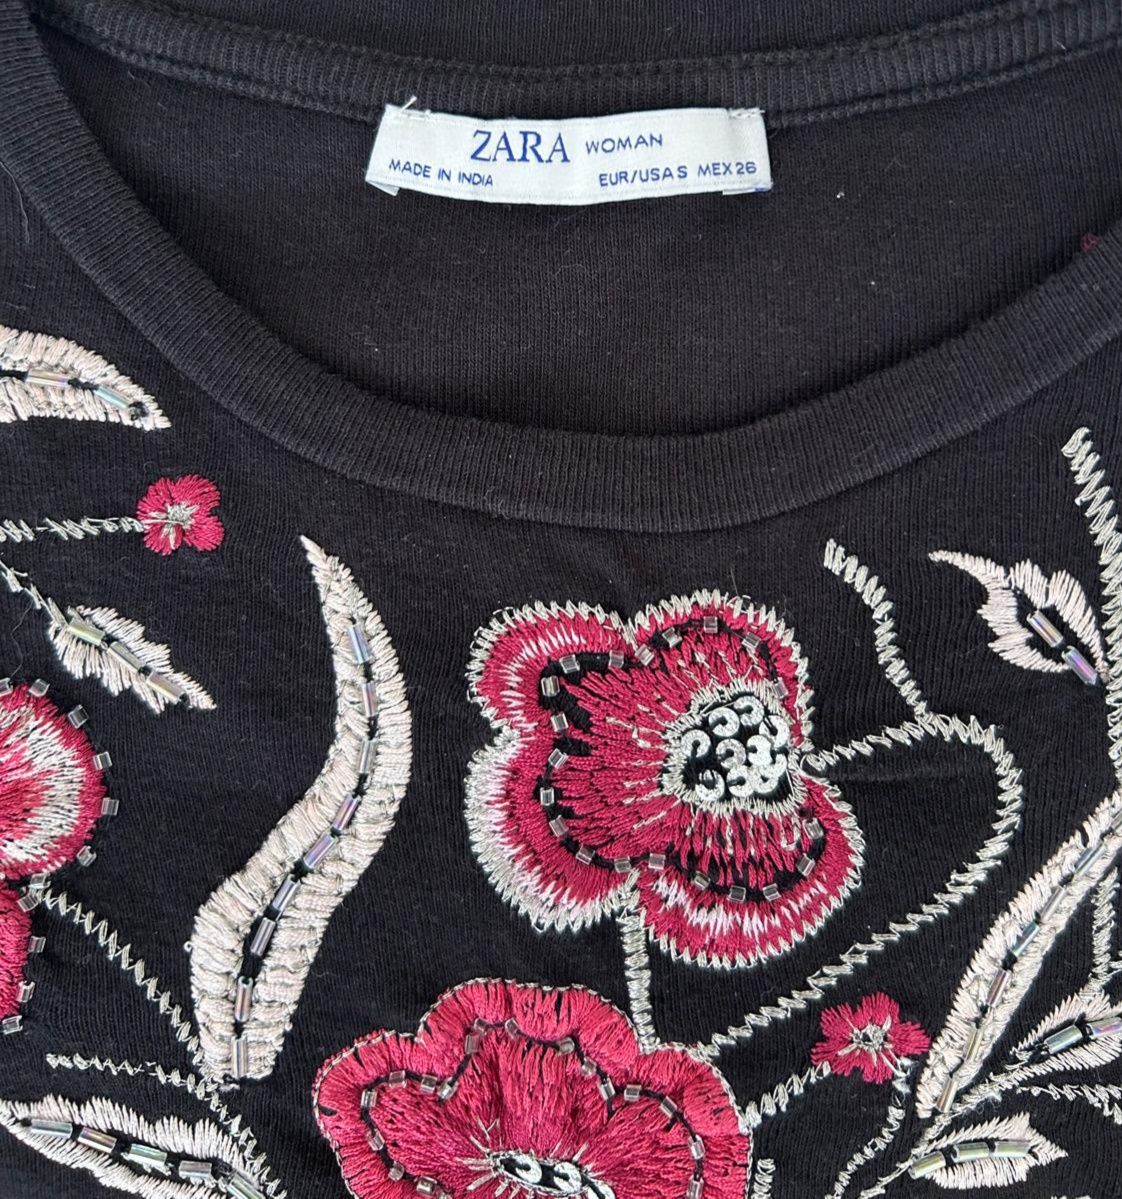 ZARA WOMAN
MADE IN INDIA EUR/USA S MEX 26